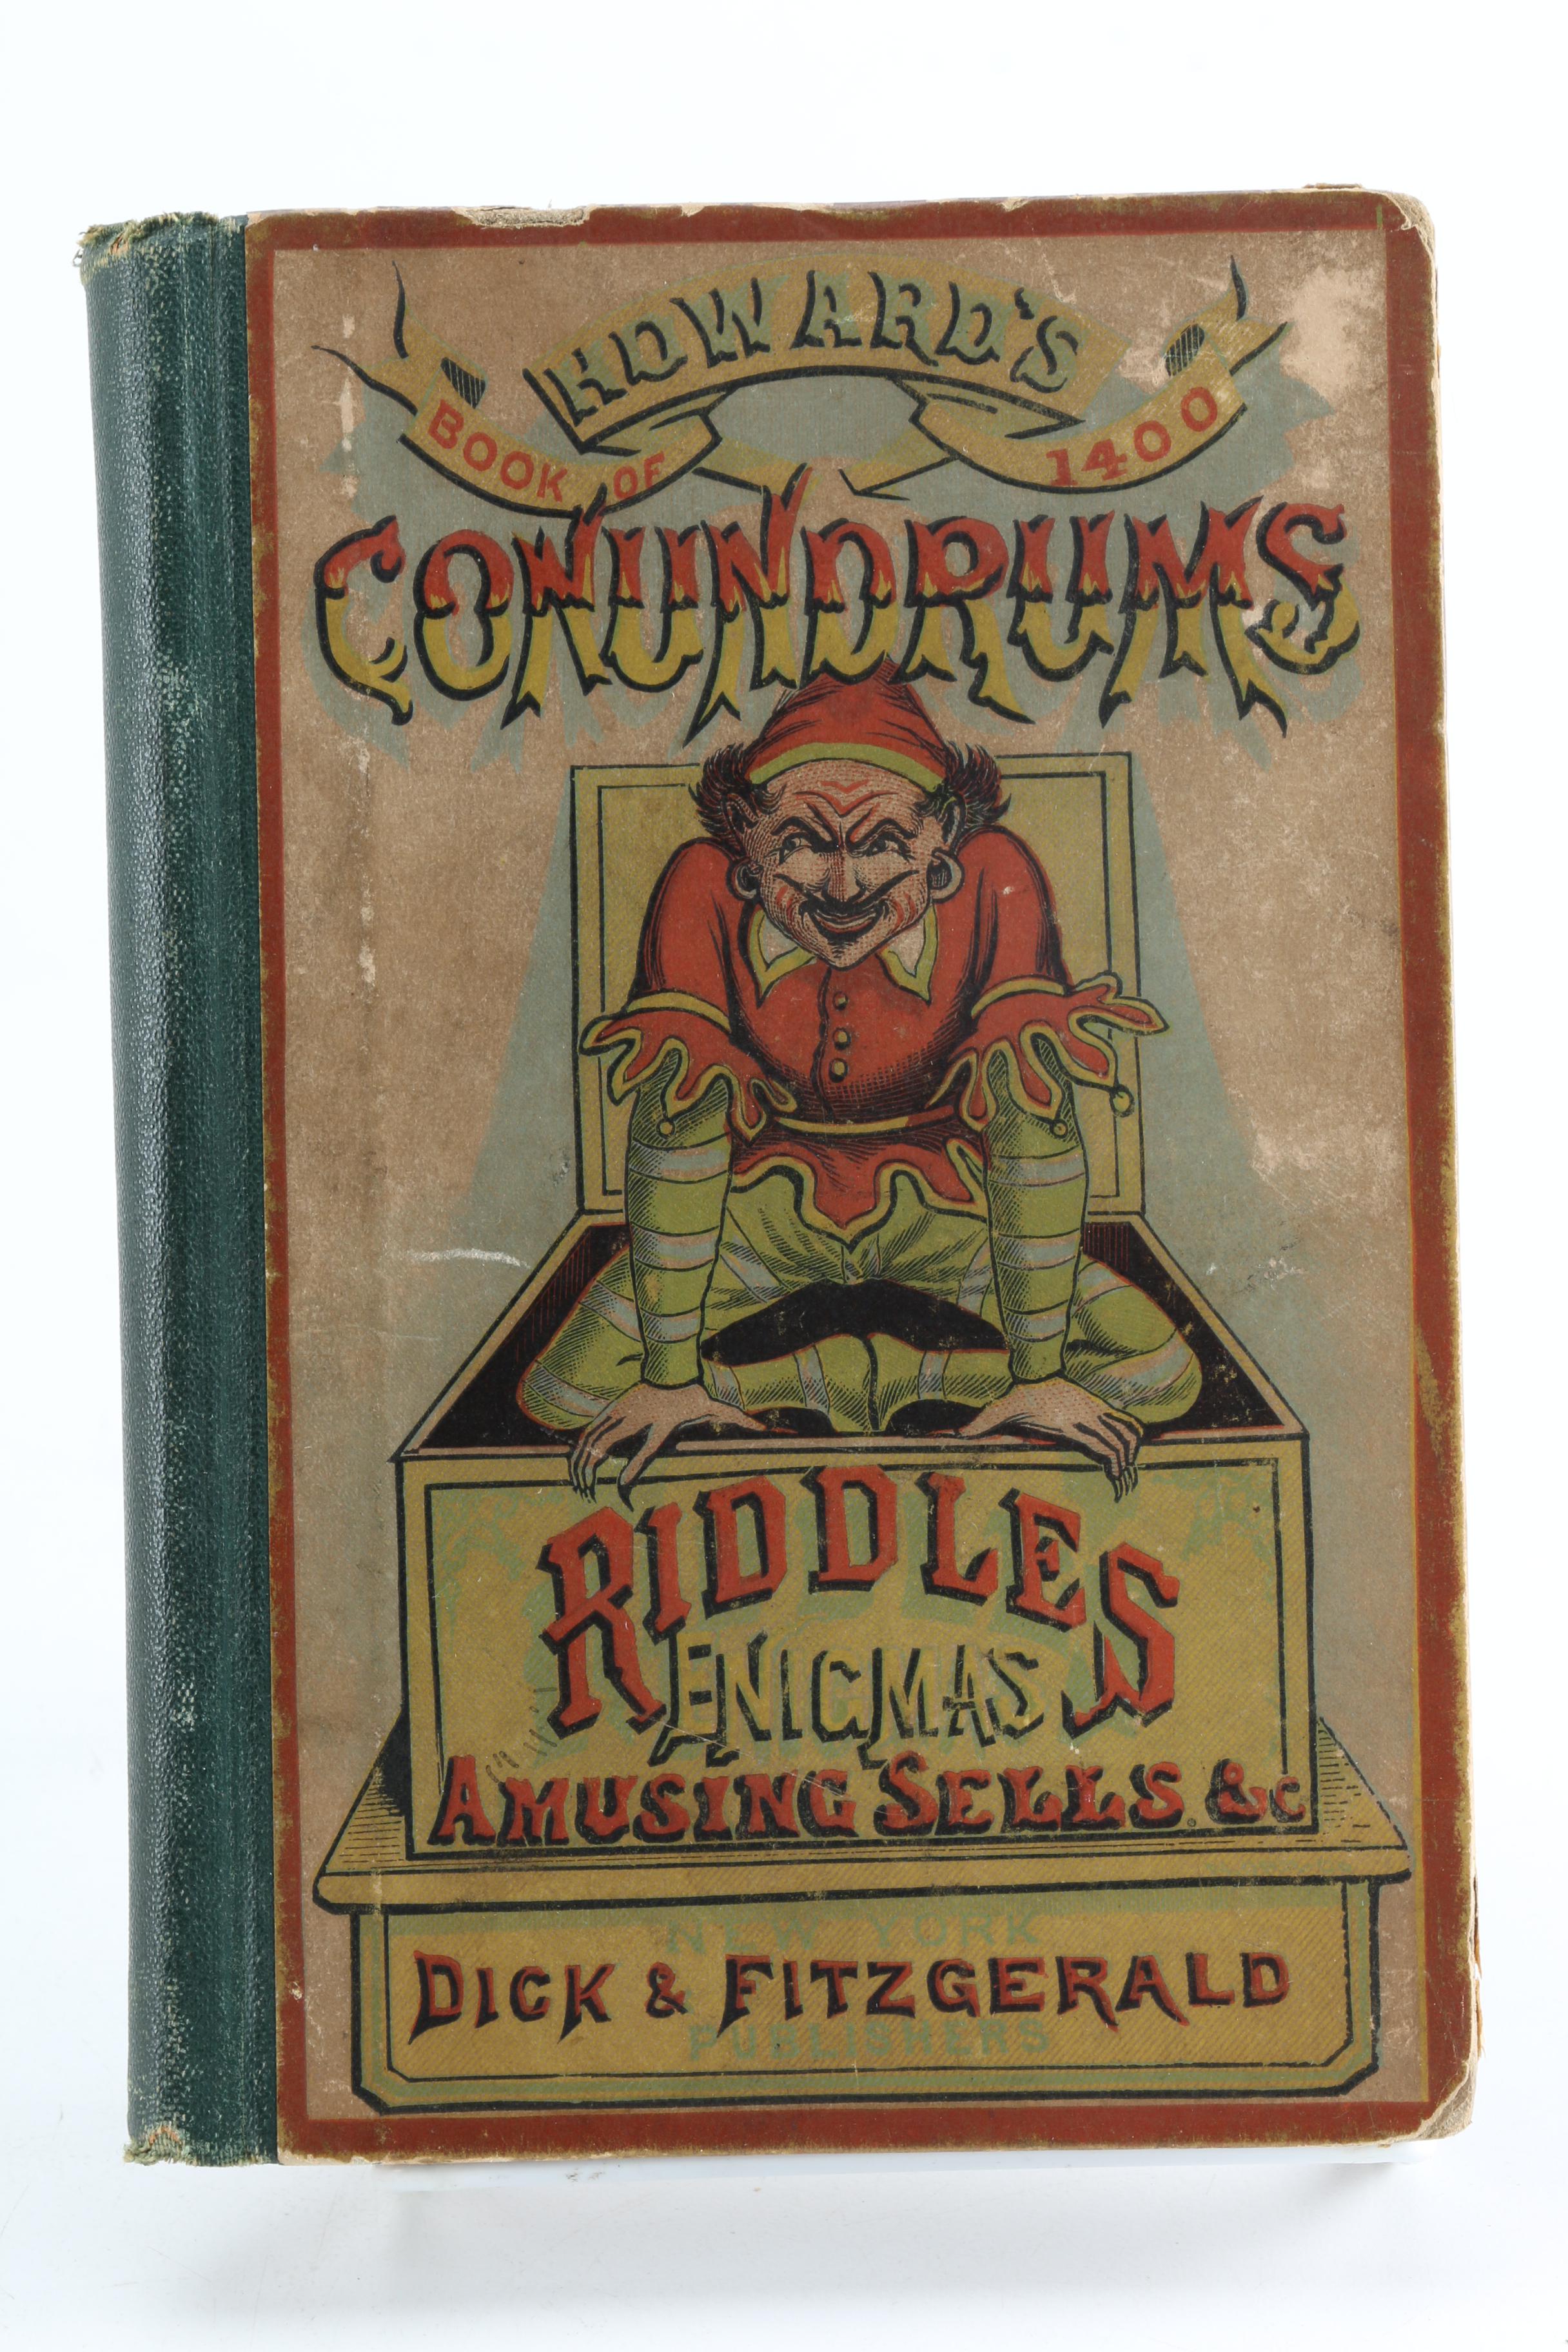 HOWARD'S
BOOK OF 1400
CONUNDRUMS
RIDDLES
ENIGMAS
AMUSING SELLS. &c
NEW YORK
DICK & FITZGERALD
PUBLISHERS